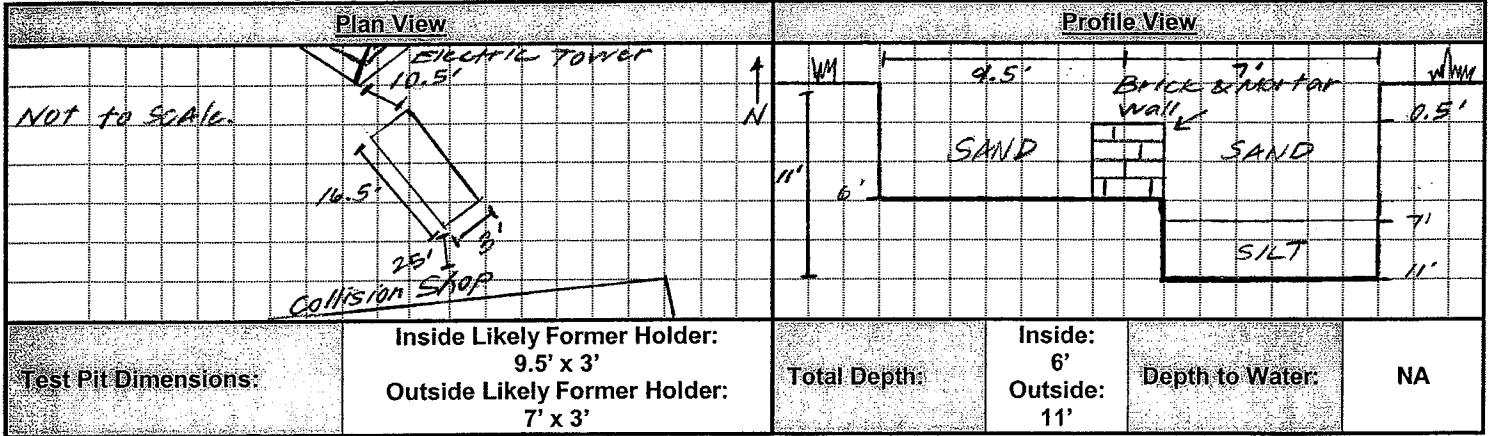 Plan View
Electric Tower
10.5'
N
Not to Scale.
16.5'
3'
25'
Collision Shop
Profile View
9.5'
7'
Brick & Mortar
Wall
0.5'
SAND
SAND
11'
6'
7'
SILT
11'
Test Pit Dimensions:
Inside Likely Former Holder:
9.5' x 3'
Outside Likely Former Holder:
7' x 3'
Total Depth:
Inside:
6'
Outside:
11'
Depth to Water:
NA